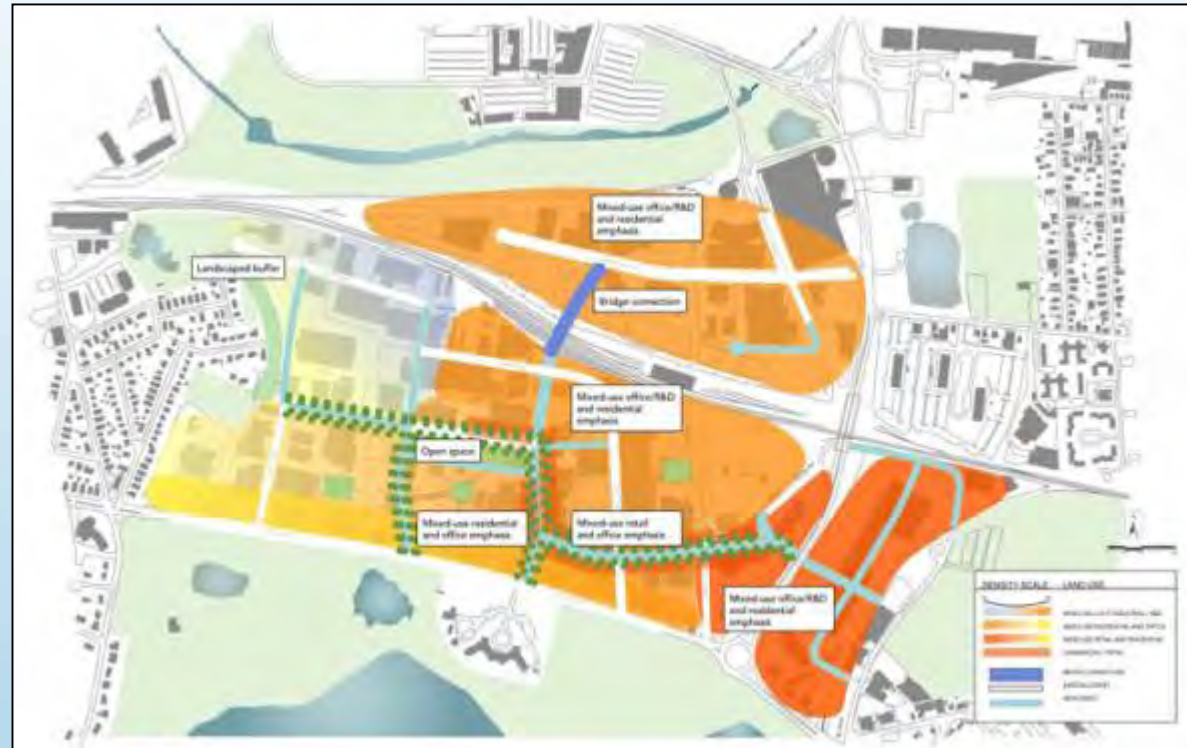 Mixed-use office/R&D
and residential
emphasis
Landscaped buffer
Bridge connection
Mixed-use office/R&D
and residential
emphasis
Open space
Mixed-use residential
and office emphasis
Mixed-use retail
and office emphasis
Mixed-use office/R&D
and residential
emphasis
DENSITY SCALE LAND USE